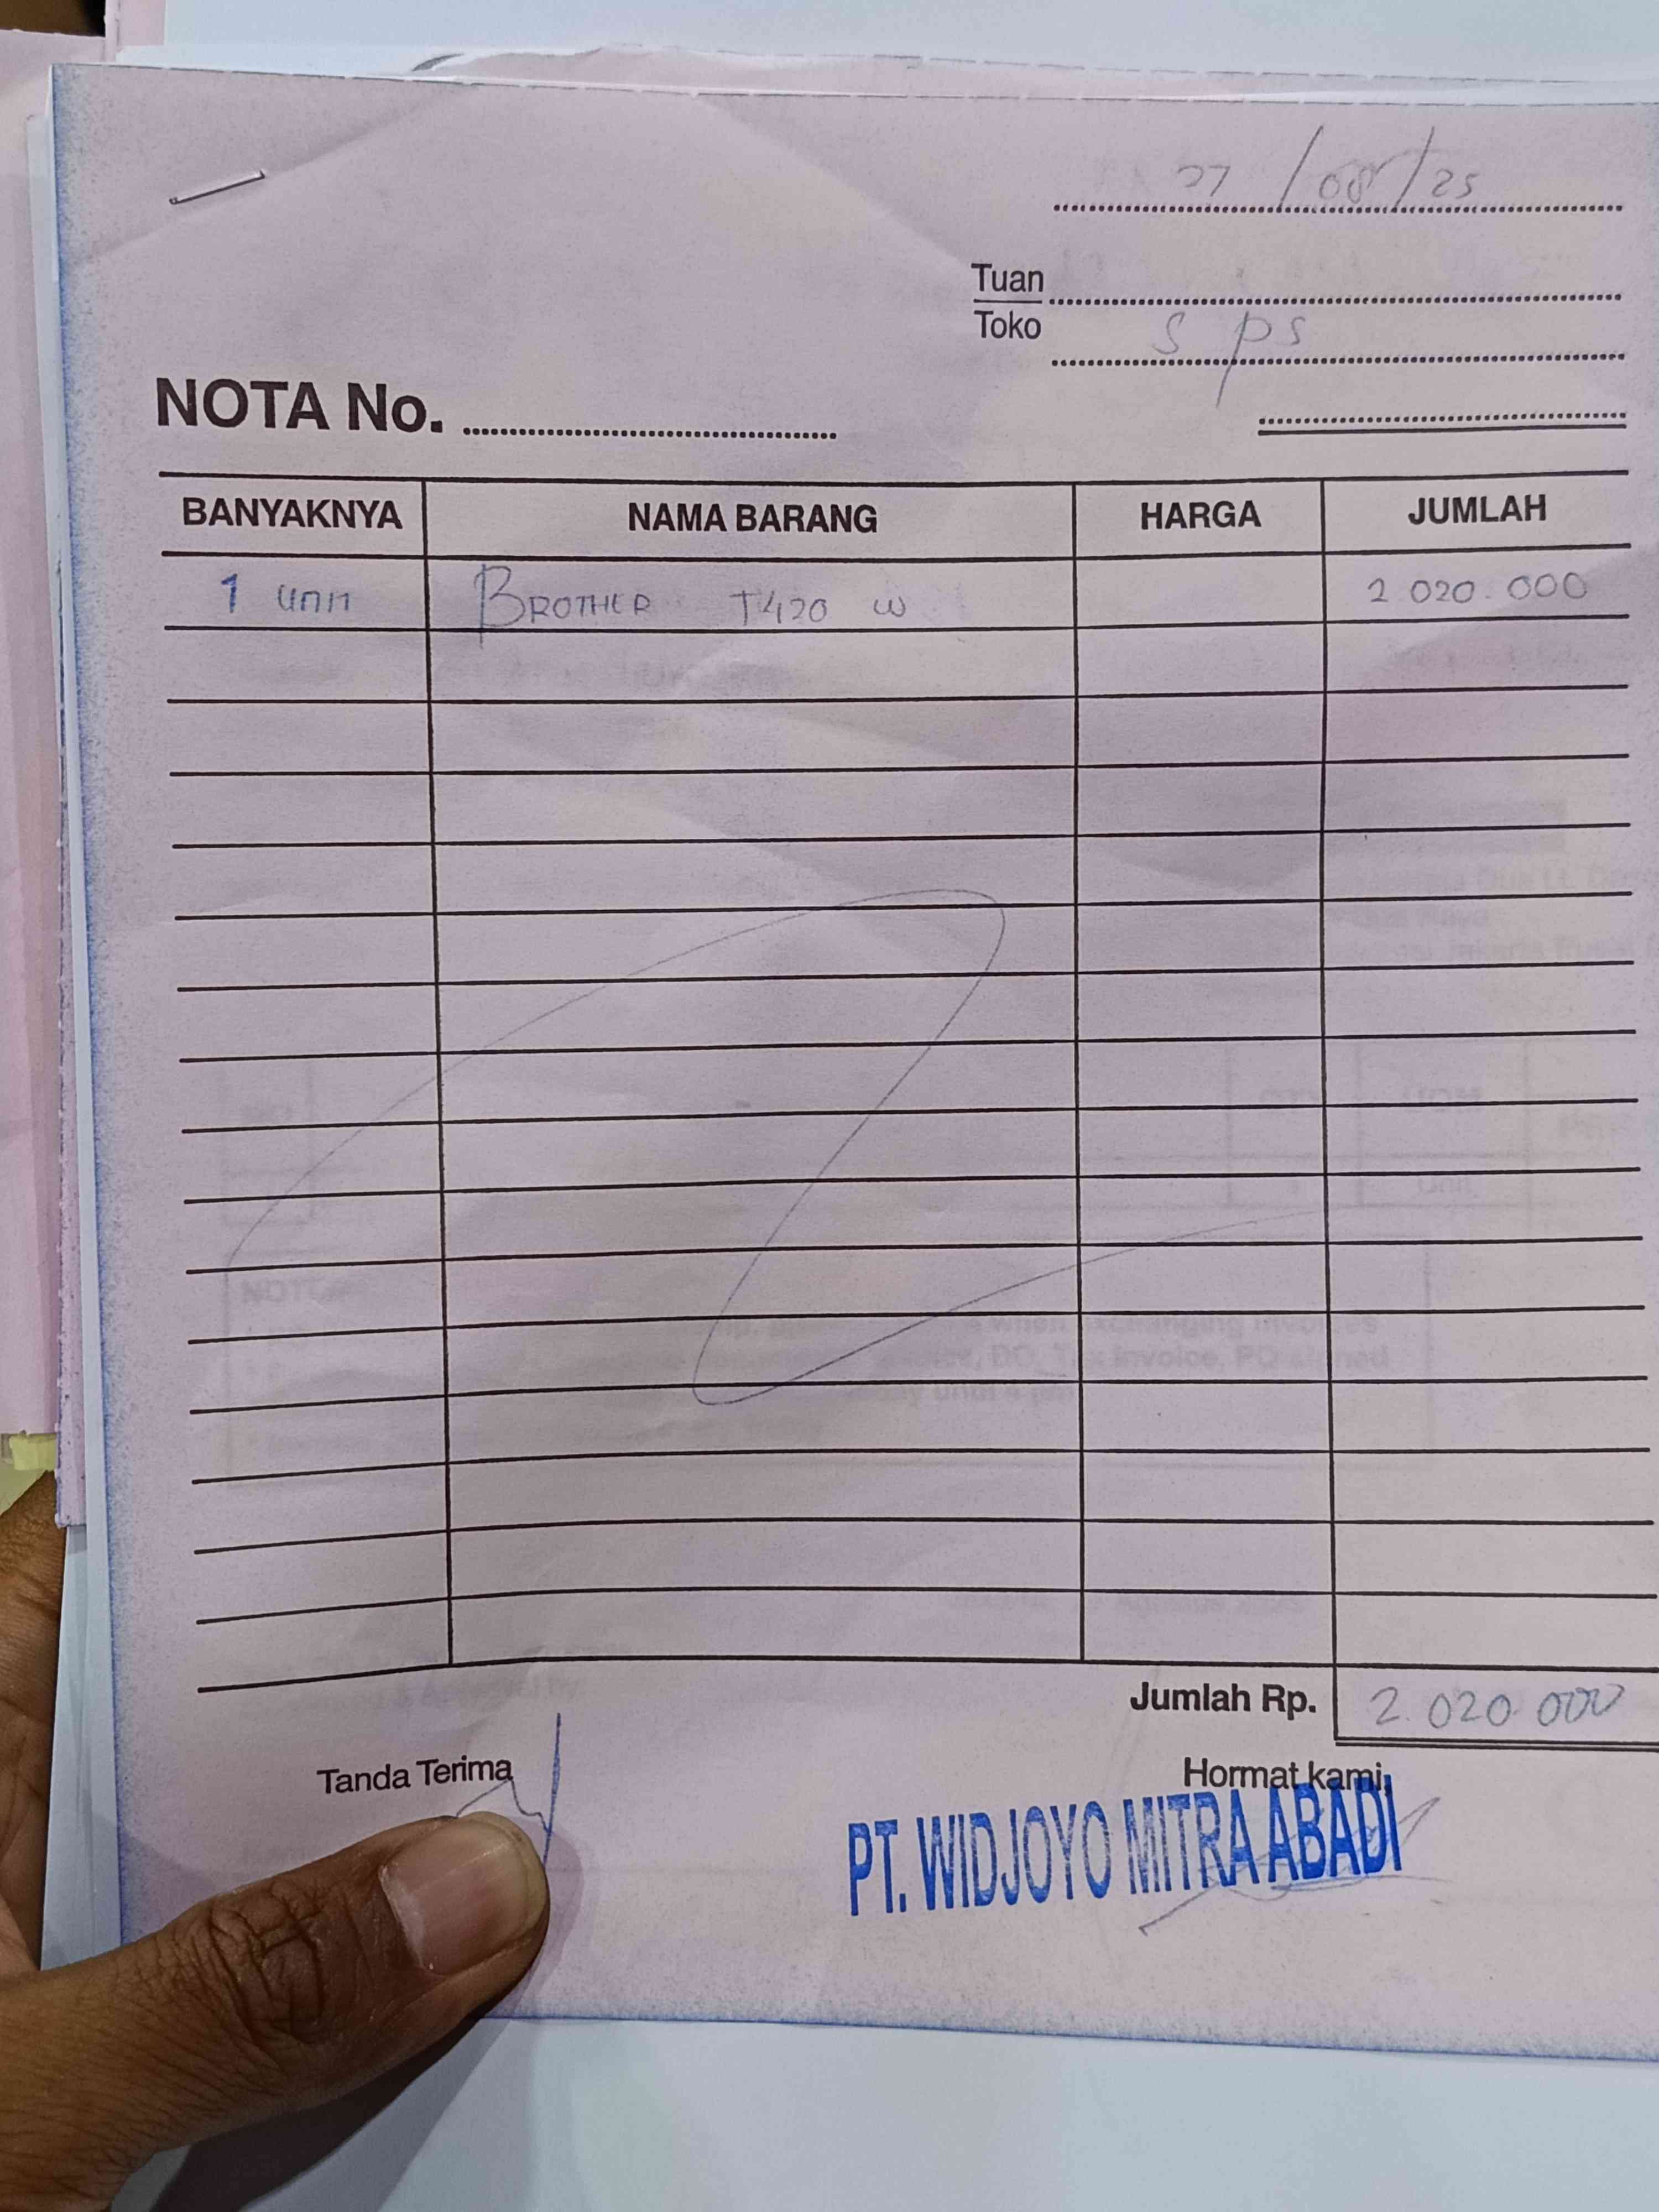 27/08/25
Tuan
Toko
S PS
NOTA No.
BANYAKNYA NAMA BARANG HARGA JUMLAH
1 UNIT BROTHER T420 W 2.020.000
Jumlah Rp. 2.020.000
Tanda Terima Hormat kami,
PT. WIDJOYO MITRA ABADI